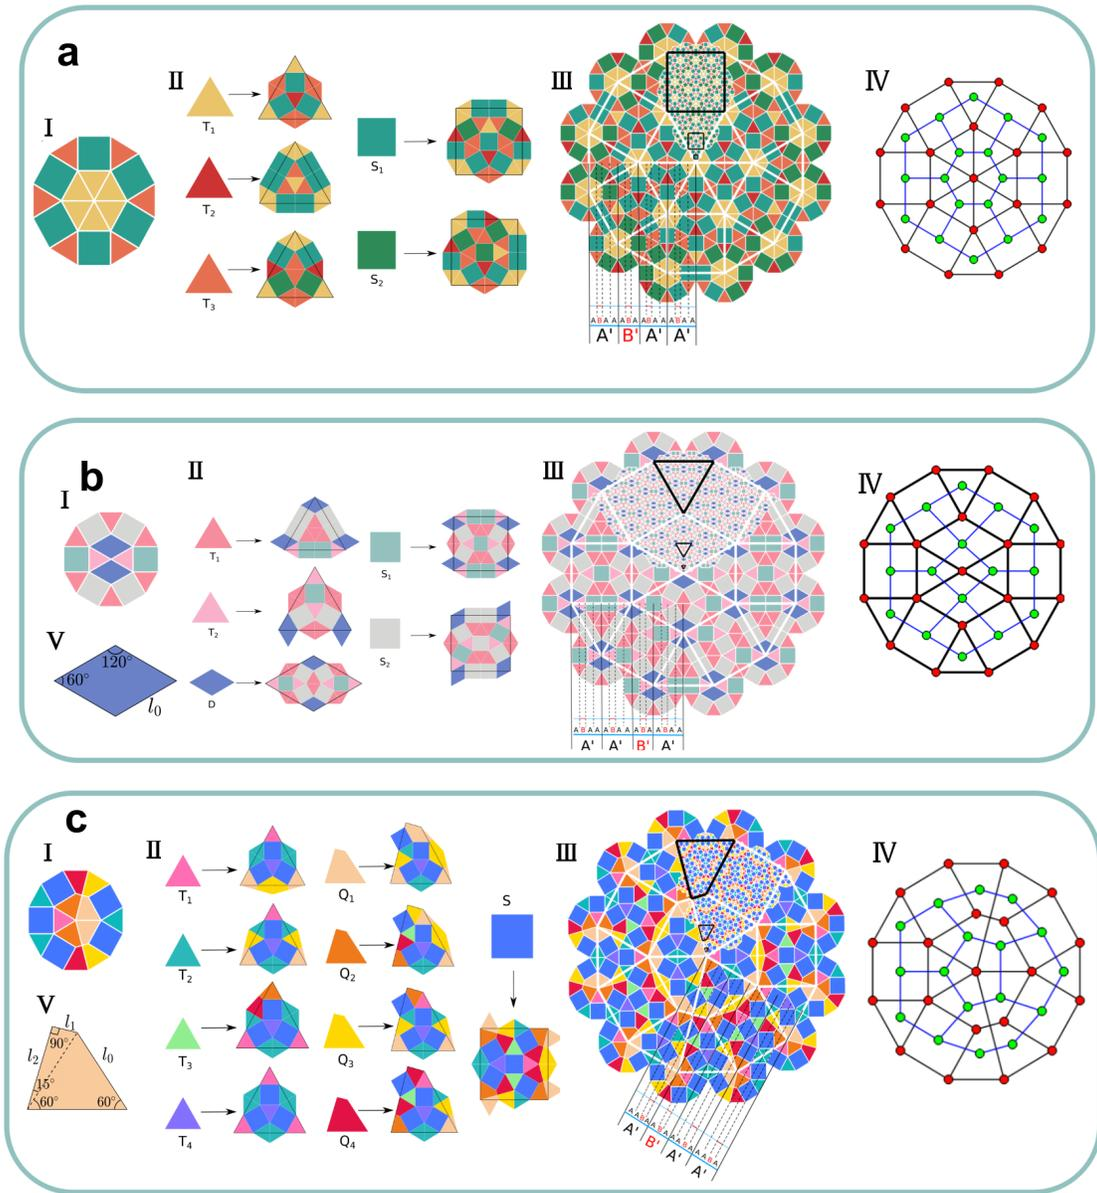 a
I
II
III
IV
T1
T2
T3
S1
S2
A B A A A B A A B A A A B A A
A' B' A' A'
b
I
II
III
IV
V
T1
T2
D
S1
S2
120°
60°
l0
A B A A A B A A A B A A B A A
A' A' B' A'
c
I
II
III
IV
V
T1
T2
T3
T4
Q1
Q2
Q3
Q4
S
l1
90°
l2
l0
15°
60°
60°
A' B' A' A'